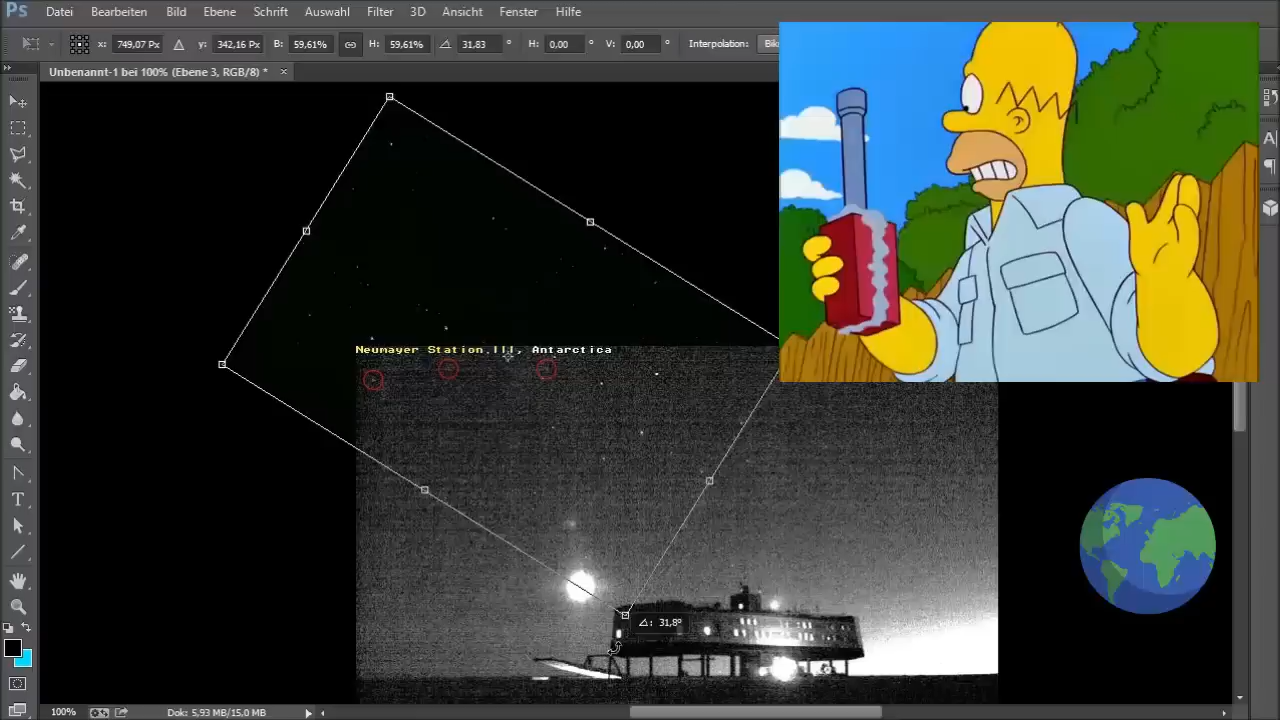 Ps Datei Bearbeiten Bild Ebene Schrift Auswahl Filter 3D Ansicht Fenster Hilfe
x: 749,07 Px y: 342,16 Px B: 59,61% H: 59,61% 31,83 ° H: 0,00 ° V: 0,00 ° Interpolation:
Unbenannt-1 bei 100% (Ebene 3, RGB/8) * ×
Neumayer Station III, Antarctica
31,8°
100% Dok: 5,93 MB/15,0 MB